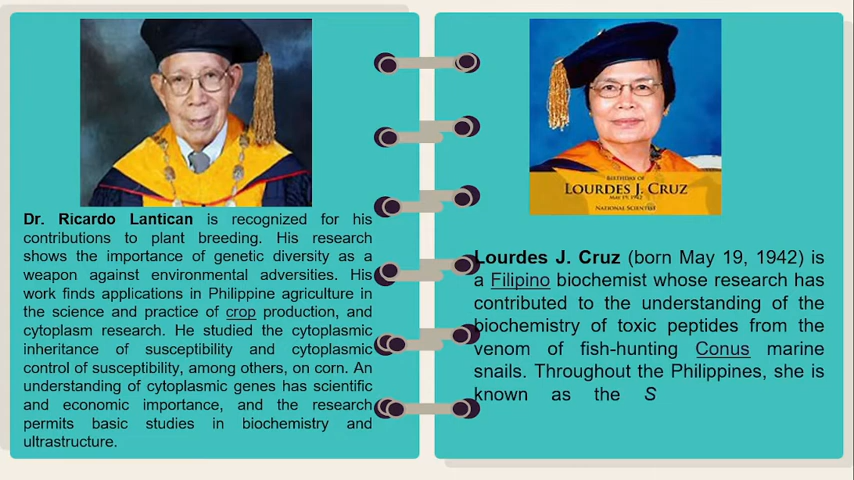 Dr. Ricardo Lantican is recognized for his
contributions to plant breeding. His research
shows the importance of genetic diversity as a
weapon against environmental adversities. His
work finds applications in Philippine agriculture in
the science and practice of crop production, and
cytoplasm research. He studied the cytoplasmic
inheritance of susceptibility and cytoplasmic
control of susceptibility, among others, on corn. An
understanding of cytoplasmic genes has scientific
and economic importance, and the research
permits basic studies in biochemistry and
ultrastructure.
BIRTHDAY OF
LOURDES J. CRUZ
MAY 19, 1942
NATIONAL SCIENTIST
Lourdes J. Cruz (born May 19, 1942) is
a Filipino biochemist whose research has
contributed to the understanding of the
biochemistry of toxic peptides from the
venom of fish-hunting Conus marine
snails. Throughout the Philippines, she is
known as the S